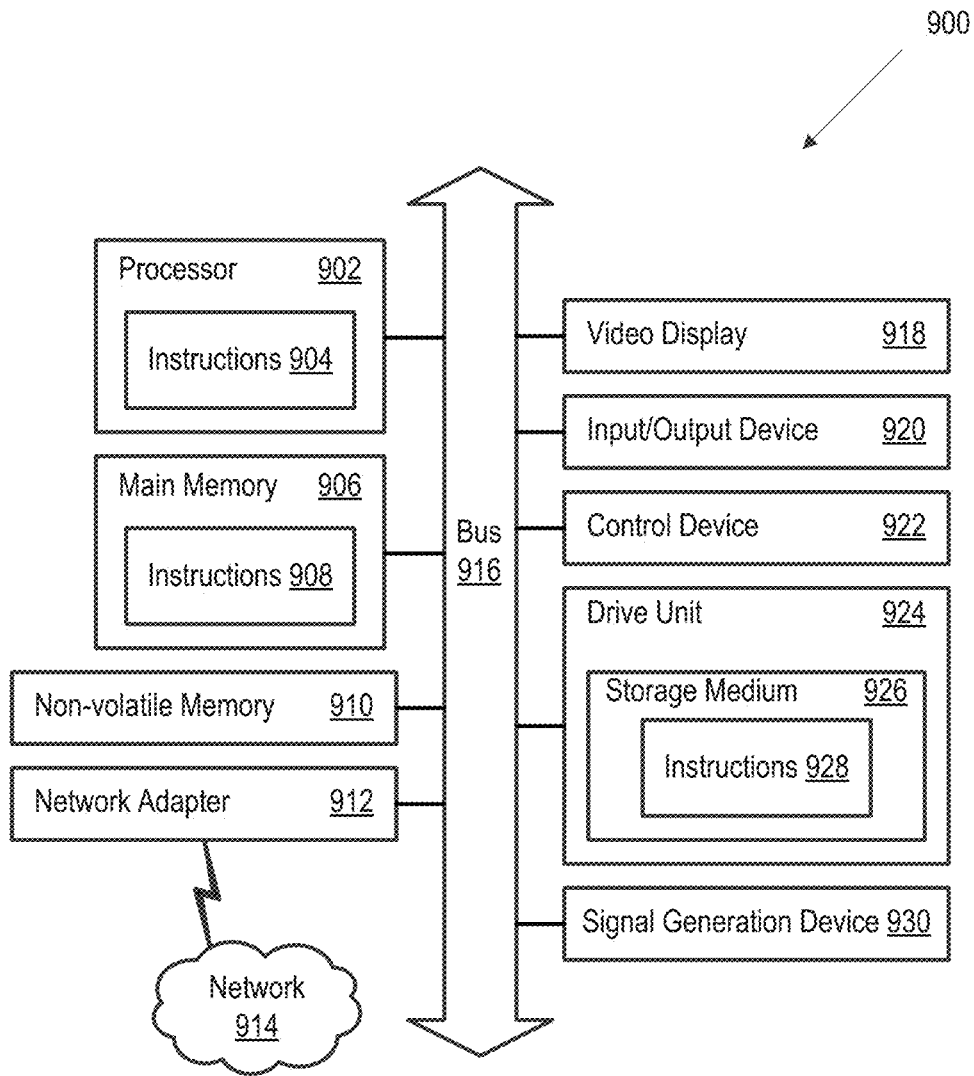 900
Processor 902
Instructions 904
Main Memory 906
Instructions 908
Non-volatile Memory 910
Network Adapter 912
Network
914
Bus
916
Video Display 918
Input/Output Device 920
Control Device 922
Drive Unit 924
Storage Medium 926
Instructions 928
Signal Generation Device 930